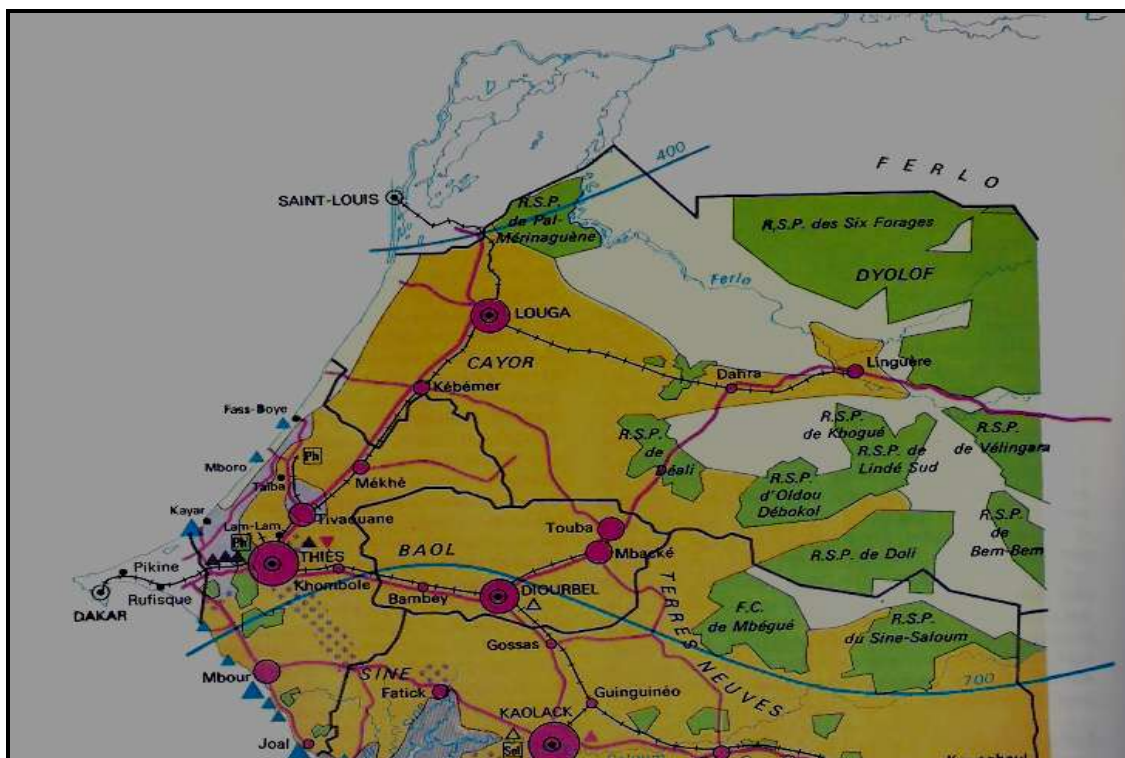 400
FERLO
SAINT-LOUIS
R.S.P.
de Pal-
Mérinaguène
R.S.P. des Six Forages
DYOLOF
Ferlo
LOUGA
CAYOR
Linguère
Dahra
Kébémer
Fass-Boye
R.S.P.
de Kbogué
R.S.P.
de Vélingara
R.S.P.
de
Déali
R.S.P. de
Lindé Sud
Mboro
Ph
Taïba
Mékhé
R.S.P.
d'Oldou
Débokol
Kayar
Tivaouane
Lam-Lam
Touba
R.S.P.
de
Bem-Bem
Ph
THIÈS
BAOL
Mbacké
R.S.P. de Doli
Pikine
Khombole
Rufisque
Bambey
DIOURBEL
DAKAR
TERRES NEUVES
F.C.
de Mbégué
R.S.P.
du Sine-Saloum
Gossas
Mbour
SINE
Fatick
Guinguinéo
700
KAOLACK
Joal
Sel